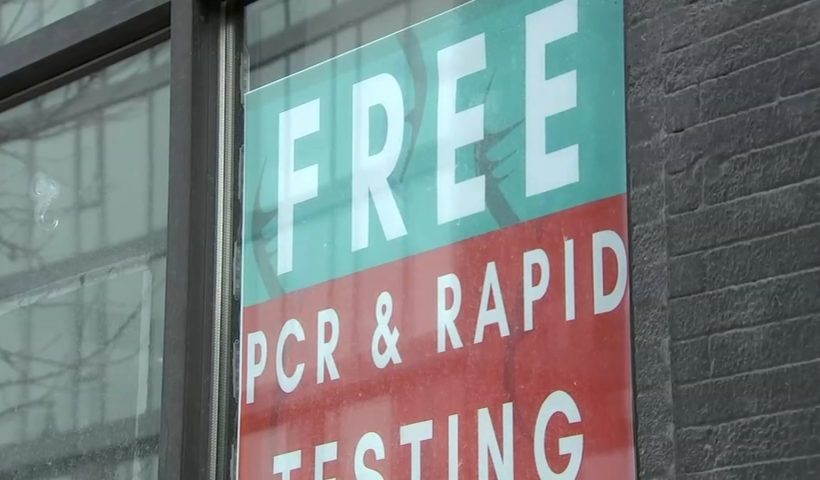 FREE
PCR & RAPID
TESTING